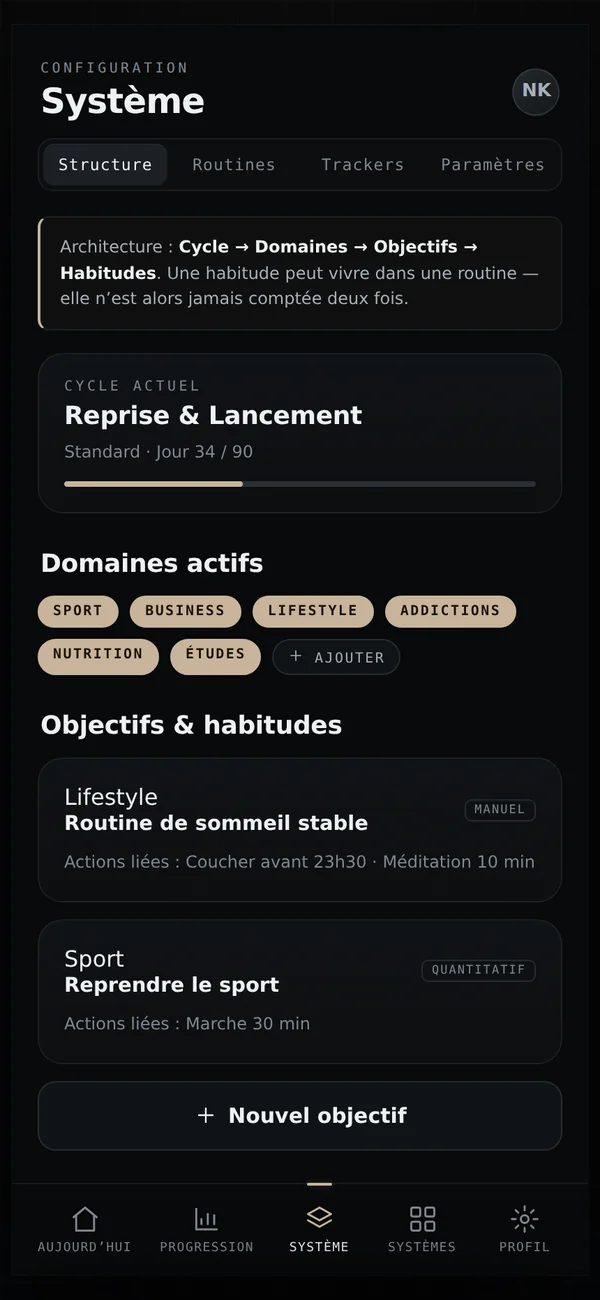 CONFIGURATION
Système
NK
Structure Routines Trackers Paramètres
Architecture : Cycle → Domaines → Objectifs →
Habitudes. Une habitude peut vivre dans une routine —
elle n’est alors jamais comptée deux fois.
CYCLE ACTUEL
Reprise & Lancement
Standard · Jour 34 / 90
Domaines actifs
SPORT BUSINESS LIFESTYLE ADDICTIONS
NUTRITION ÉTUDES + AJOUTER
Objectifs & habitudes
Lifestyle
Routine de sommeil stable
MANUEL
Actions liées : Coucher avant 23h30 · Méditation 10 min
Sport
Reprendre le sport
QUANTITATIF
Actions liées : Marche 30 min
+ Nouvel objectif
AUJOURD’HUI PROGRESSION SYSTÈME SYSTÈMES PROFIL